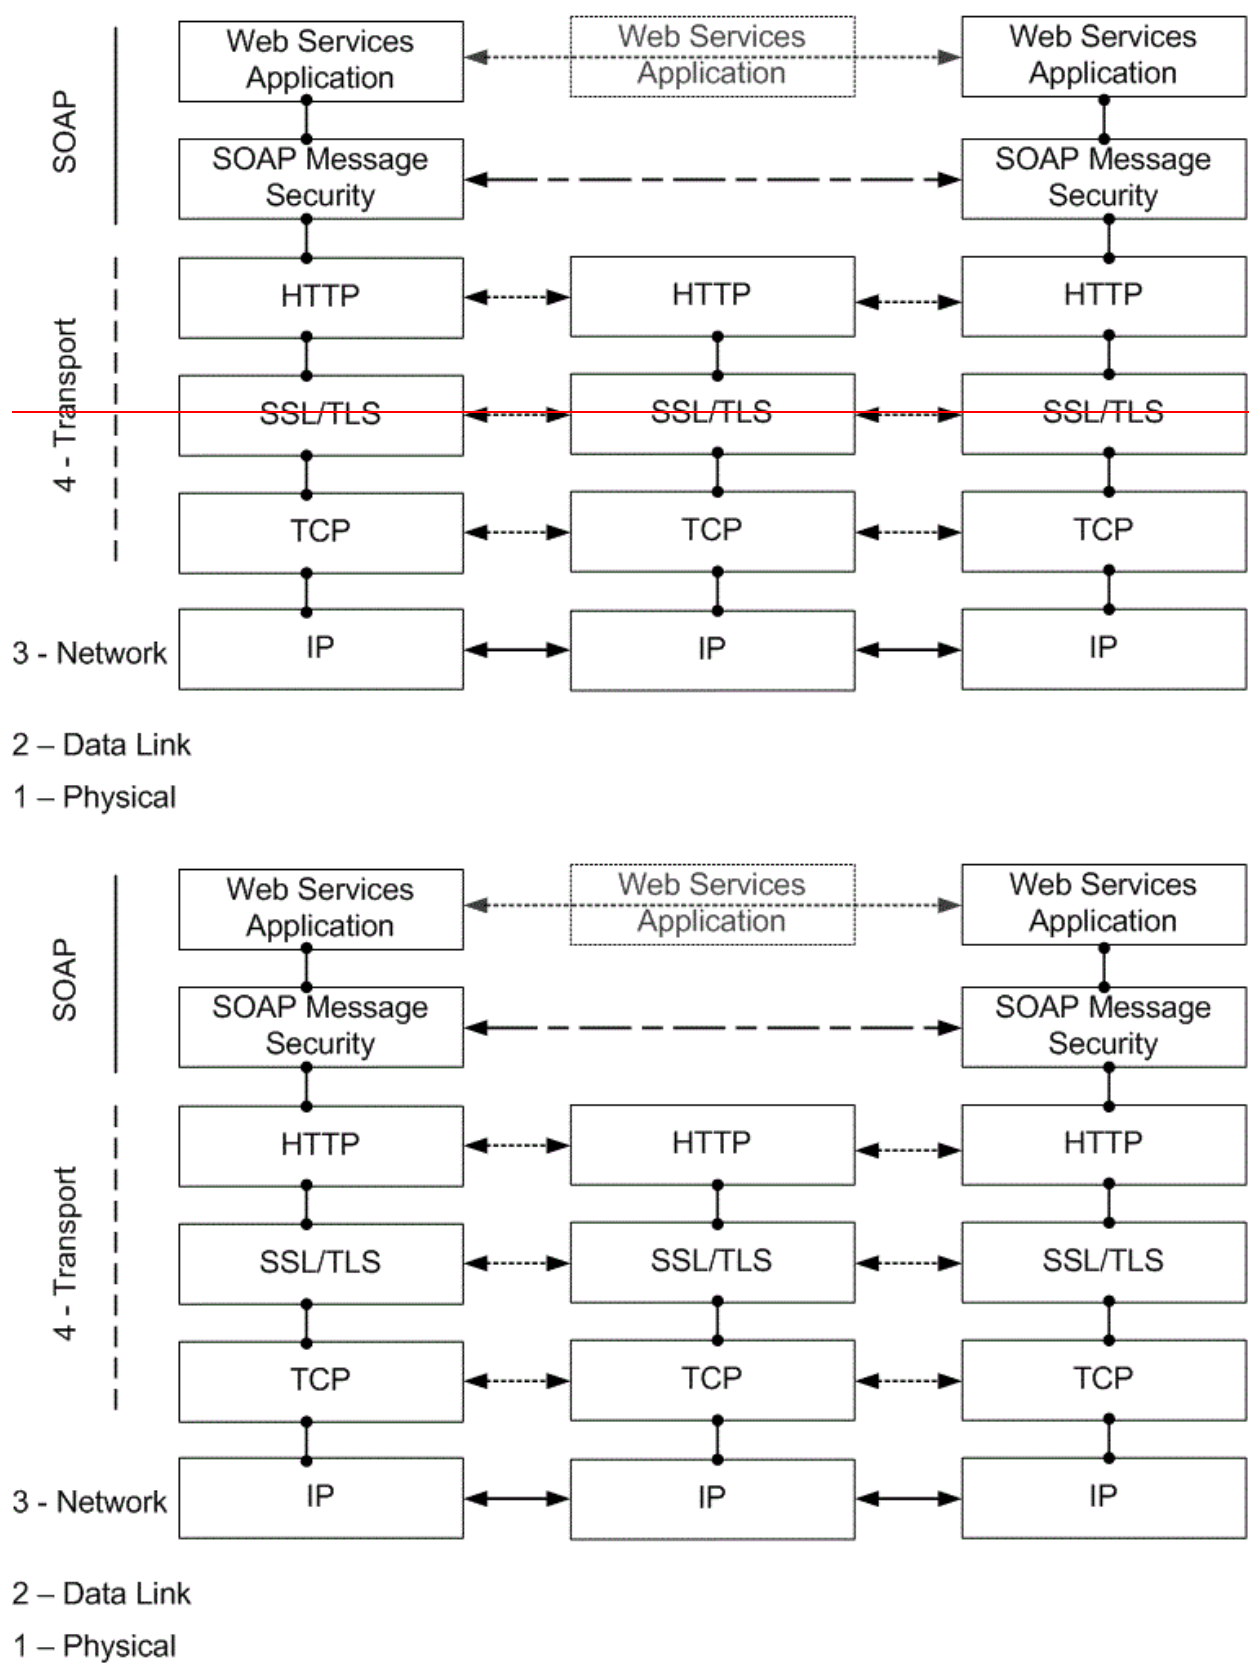 Web Services
Application
Web Services
Application
Web Services
Application
SOAP
SOAP Message
Security
SOAP Message
Security
4 - Transport
HTTP
HTTP
HTTP
SSL/TLS
SSL/TLS
SSL/TLS
TCP
TCP
TCP
3 - Network
IP
IP
IP
2 – Data Link
1 – Physical
Web Services
Application
Web Services
Application
Web Services
Application
SOAP
SOAP Message
Security
SOAP Message
Security
4 - Transport
HTTP
HTTP
HTTP
SSL/TLS
SSL/TLS
SSL/TLS
TCP
TCP
TCP
3 - Network
IP
IP
IP
2 – Data Link
1 – Physical